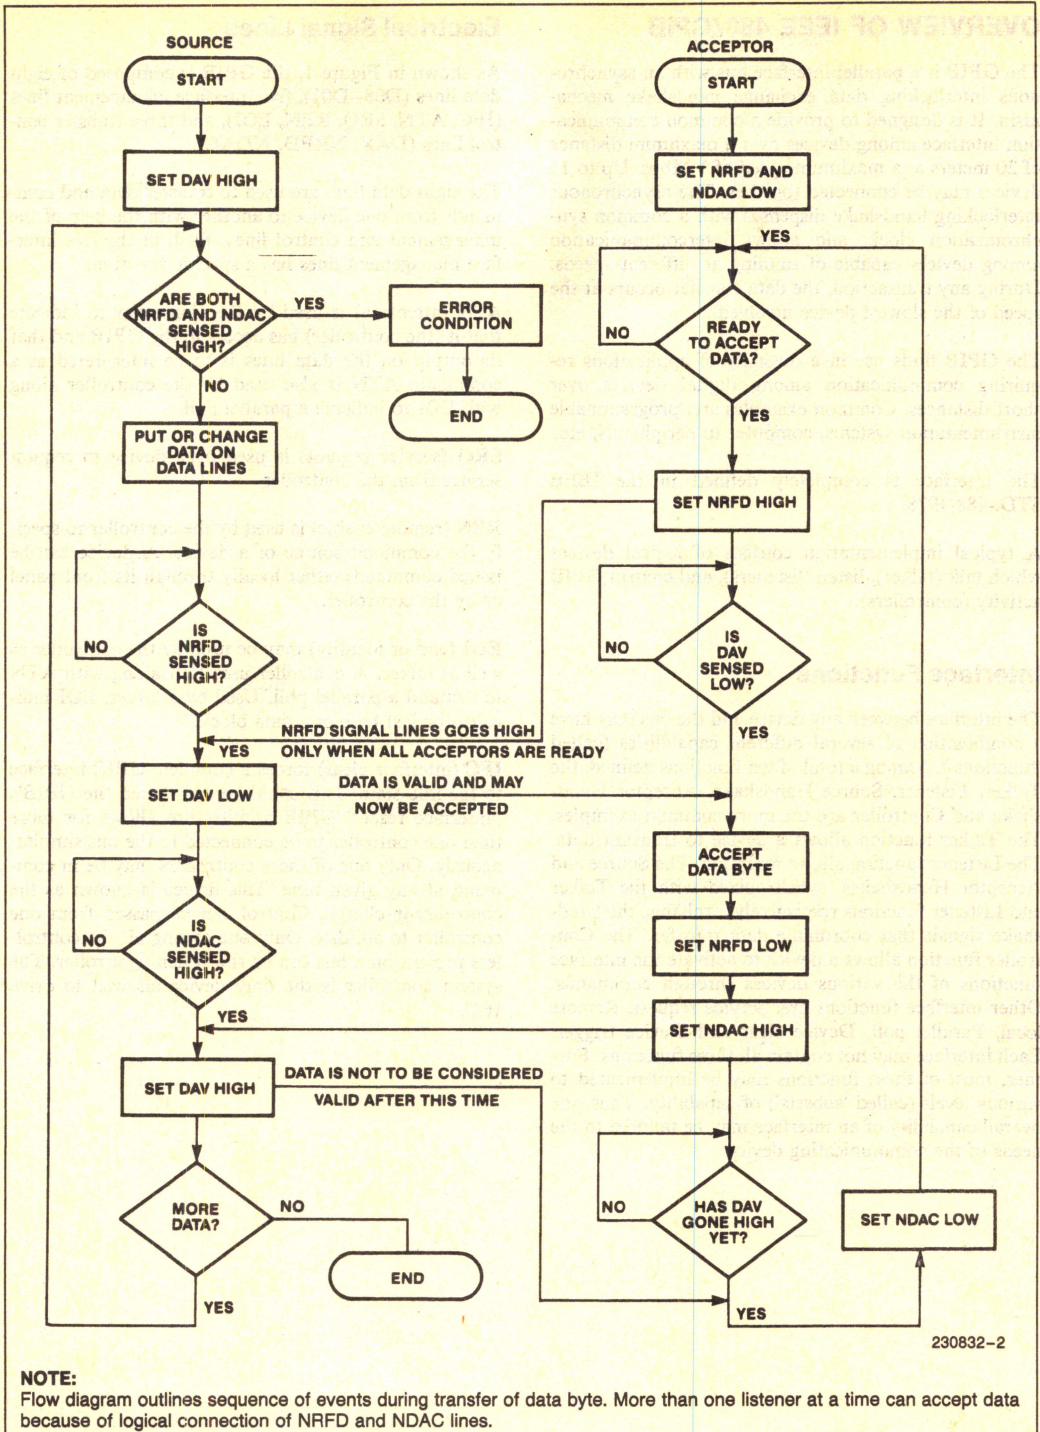 SOURCE
START
SET DAV HIGH
ARE BOTH
NRFD AND NDAC
SENSED
HIGH?
YES
ERROR
CONDITION
END
NO
PUT OR CHANGE
DATA ON
DATA LINES
IS
NRFD
SENSED
HIGH?
NO
YES
NRFD SIGNAL LINES GOES HIGH
ONLY WHEN ALL ACCEPTORS ARE READY
SET DAV LOW
DATA IS VALID AND MAY
NOW BE ACCEPTED
IS
NDAC
SENSED
HIGH?
NO
YES
SET DAV HIGH
DATA IS NOT TO BE CONSIDERED
VALID AFTER THIS TIME
MORE
DATA?
NO
END
YES
ACCEPTOR
START
SET NRFD AND
NDAC LOW
YES
READY
TO ACCEPT
DATA?
NO
YES
SET NRFD HIGH
IS
DAV
SENSED
LOW?
NO
YES
ACCEPT
DATA BYTE
SET NRFD LOW
SET NDAC HIGH
HAS DAV
GONE HIGH
YET?
NO
YES
SET NDAC LOW
230832–2
NOTE:
Flow diagram outlines sequence of events during transfer of data byte. More than one listener at a time can accept data
because of logical connection of NRFD and NDAC lines.